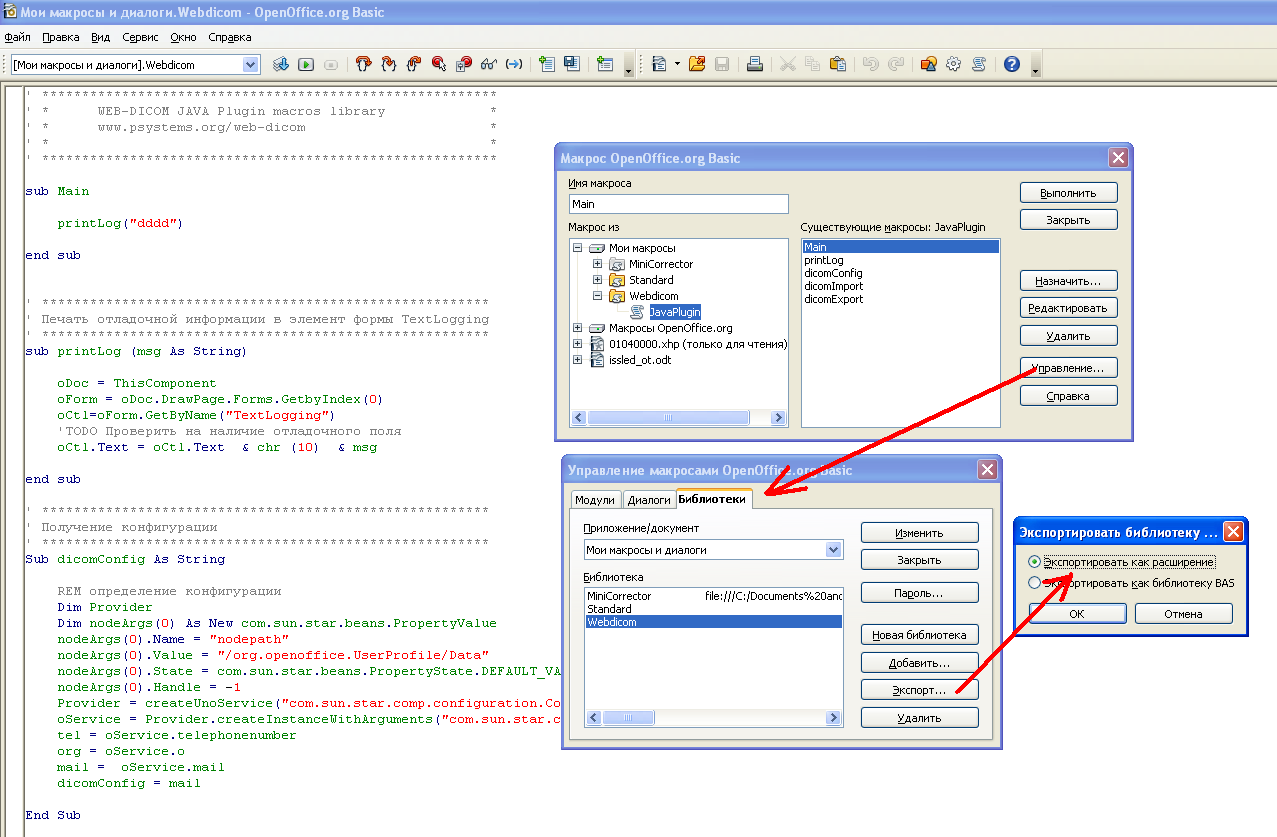 Мои макросы и диалоги.Webdicom - OpenOffice.org Basic
Файл Правка Вид Сервис Окно Справка
[Мои макросы и диалоги].Webdicom
' **********************************************************
' * WEB-DICOM JAVA Plugin macros library *
' * www.psystems.org/web-dicom *
' * *
' **********************************************************
sub Main
printLog("dddd")
end sub
' *********************************************************
' Печать отладочной информации в элемент формы TextLogging
' *********************************************************
sub printLog (msg As String)
oDoc = ThisComponent
oForm = oDoc.DrawPage.Forms.GetbyIndex(0)
oCtl=oForm.GetByName("TextLogging")
'TODO Проверить на наличие отладочного поля
oCtl.Text = oCtl.Text & chr (10) & msg
end sub
' *********************************************************
' Получение конфигурации
' *********************************************************
Sub dicomConfig As String
REM определение конфигурации
Dim Provider
Dim nodeArgs(0) As New com.sun.star.beans.PropertyValue
nodeArgs(0).Name = "nodepath"
nodeArgs(0).Value = "/org.openoffice.UserProfile/Data"
nodeArgs(0).State = com.sun.star.beans.PropertyState.DEFAULT_VA
nodeArgs(0).Handle = -1
Provider = createUnoService("com.sun.star.comp.configuration.Co
oService = Provider.createInstanceWithArguments("com.sun.star.c
tel = oService.telephonenumber
org = oService.o
mail = oService.mail
dicomConfig = mail
End Sub
Макрос OpenOffice.org Basic
Имя макроса
Main
Макрос из
Мои макросы
MiniCorrector
Standard
Webdicom
JavaPlugin
Макросы OpenOffice.org
01040000.xhp (только для чтения)
issled_ot.odt
Существующие макросы: JavaPlugin
Main
printLog
dicomConfig
dicomImport
dicomExport
Выполнить
Закрыть
Назначить...
Редактировать
Удалить
Управление...
Справка
Управление макросами OpenOffice.org Basic
Модули Диалоги Библиотеки
Приложение/документ
Мои макросы и диалоги
Библиотека
MiniCorrector file:///C:/Documents%20and
Standard
Webdicom
Изменить
Закрыть
Пароль...
Новая библиотека
Добавить...
Экспорт...
Удалить
Экспортировать библиотеку ...
Экспортировать как расширение
Экспортировать как библиотеку BAS
OK Отмена